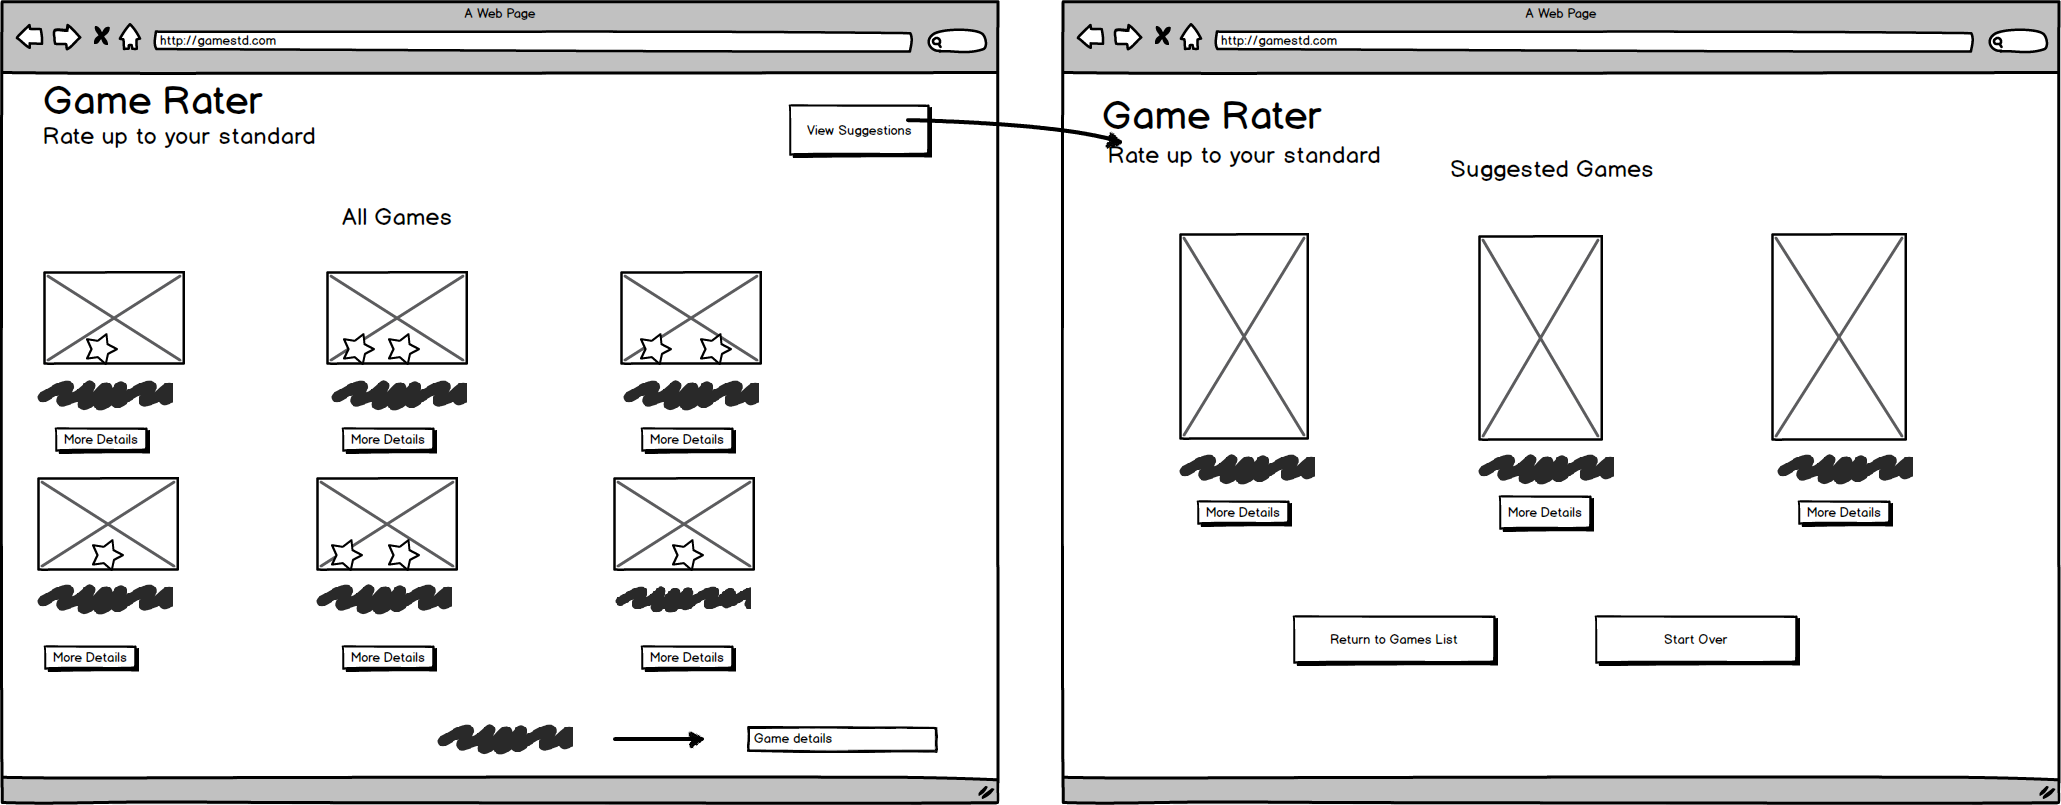 A Web Page
http://gamestd.com
Game Rater
Rate up to your standard
View Suggestions
All Games
More Details
More Details
More Details
More Details
More Details
More Details
Game details
A Web Page
http://gamestd.com
Game Rater
Rate up to your standard
Suggested Games
More Details
More Details
More Details
Return to Games List
Start Over